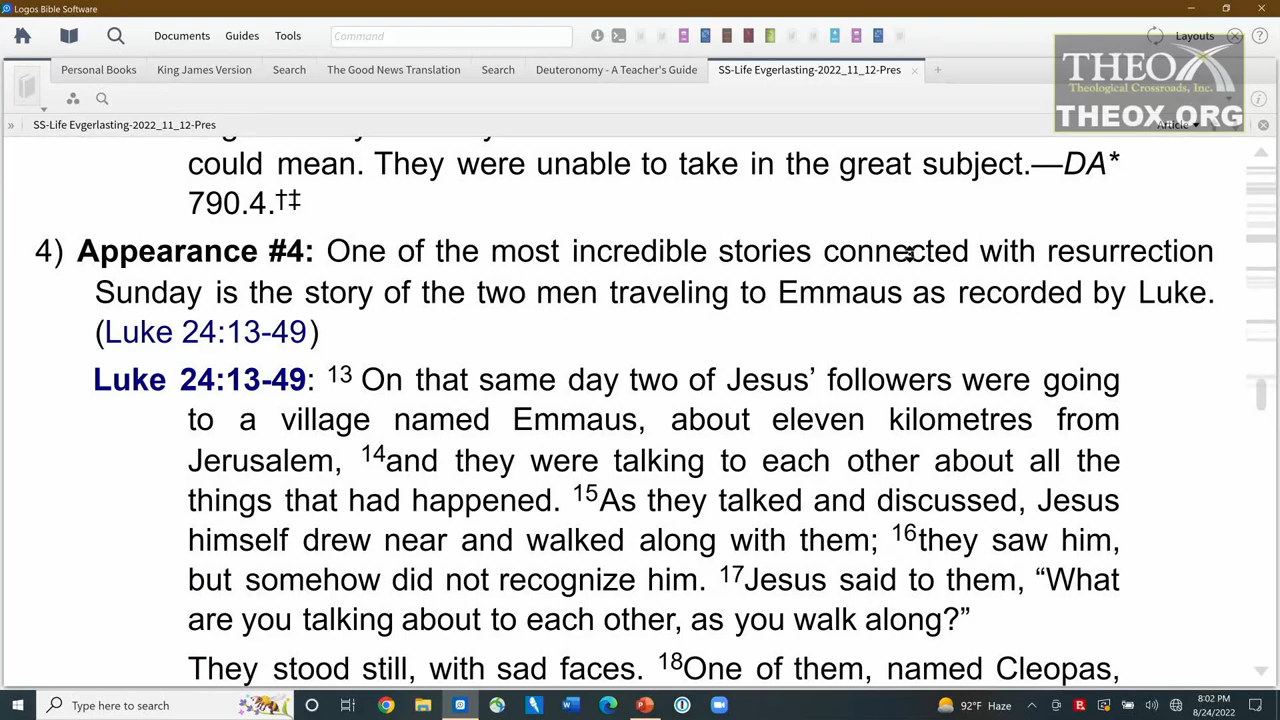 Logos Bible Software
Documents Guides Tools Command Layouts
THEOX
Theological Crossroads, Inc.
THEOX.ORG
Personal Books King James Version Search The Good News Translation Search Deuteronomy - A Teacher's Guide SS-Life Evgerlasting-2022_11_12-Pres
SS-Life Evgerlasting-2022_11_12-Pres Article
could mean. They were unable to take in the great subject.—DA*
790.4.†‡
4) Appearance #4: One of the most incredible stories connected with resurrection
Sunday is the story of the two men traveling to Emmaus as recorded by Luke.
(Luke 24:13-49)
Luke 24:13-49: 13 On that same day two of Jesus’ followers were going
to a village named Emmaus, about eleven kilometres from
Jerusalem, 14and they were talking to each other about all the
things that had happened. 15As they talked and discussed, Jesus
himself drew near and walked along with them; 16they saw him,
but somehow did not recognize him. 17Jesus said to them, “What
are you talking about to each other, as you walk along?”
They stood still, with sad faces. 18One of them, named Cleopas,
Type here to search
92°F Haze
8:02 PM
8/24/2022